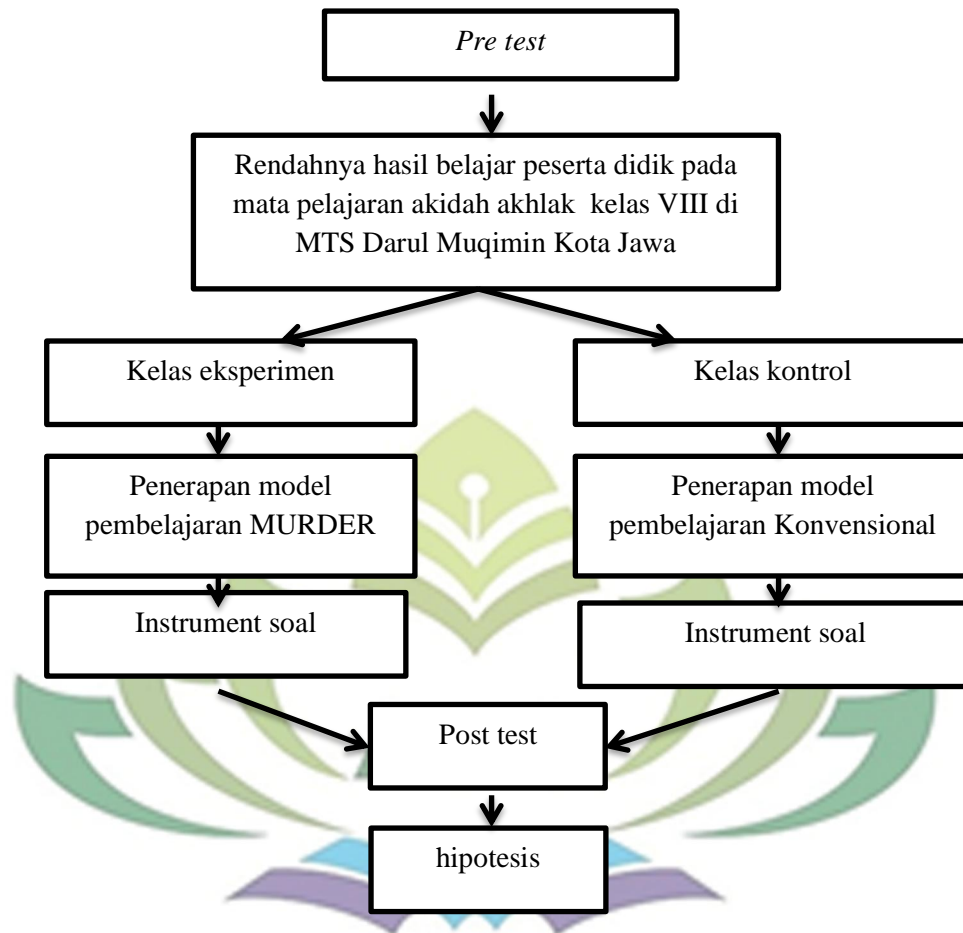 Pre test
Rendahnya hasil belajar peserta didik pada
mata pelajaran akidah akhlak kelas VIII di
MTS Darul Muqimin Kota Jawa
Kelas eksperimen
Kelas kontrol
Penerapan model
pembelajaran MURDER
Penerapan model
pembelajaran Konvensional
Instrument soal
Instrument soal
Post test
hipotesis